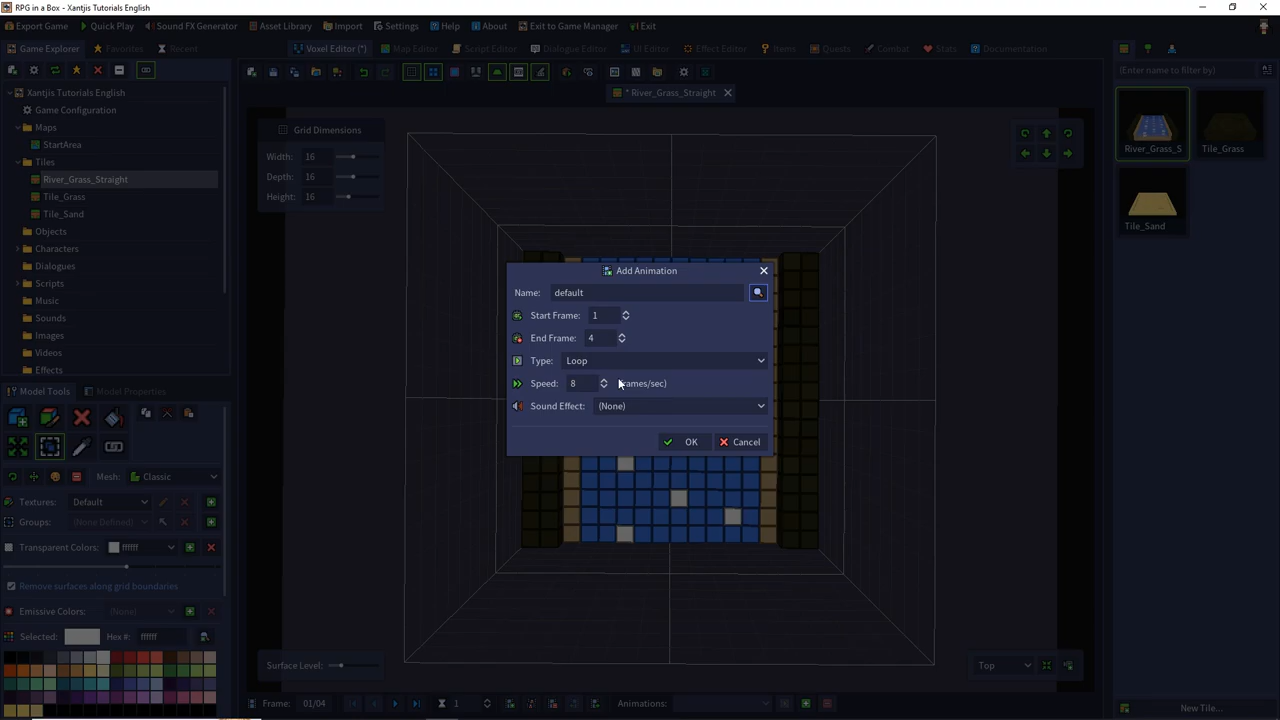 RPG in a Box — Xantjis Tutorials English
Export Game Quick Play Sound FX Generator Asset Library Import Settings Help About Exit to Game Manager Exit
Game Explorer Favorites Recent
Voxel Editor (*) Map Editor Script Editor Dialogue Editor UI Editor Effect Editor Items Quests Combat Stats Documentation
(Enter name to filter by)
* River_Grass_Straight
Xantjis Tutorials English
Game Configuration
Maps
StartArea
Tiles
River_Grass_Straight
Tile_Grass
Tile_Sand
Objects
Characters
Dialogues
Scripts
Music
Sounds
Images
Videos
Effects
Grid Dimensions
Width: 16
Depth: 16
Height: 16
River_Grass_S
Tile_Grass
Tile_Sand
Add Animation
Name: default
Start Frame: 1
End Frame: 4
Type: Loop
Speed: 8 rames/sec)
Sound Effect: (None)
OK Cancel
Model Tools Model Properties
Mesh: Classic
Textures: Default
Groups: (None Defined)
Transparent Colors: ffffff
Remove surfaces along grid boundaries
Emissive Colors: (None)
Selected: Hex #: ffffff
Surface Level:
Top
Frame: 01/04 1 Animations:
New Tile...